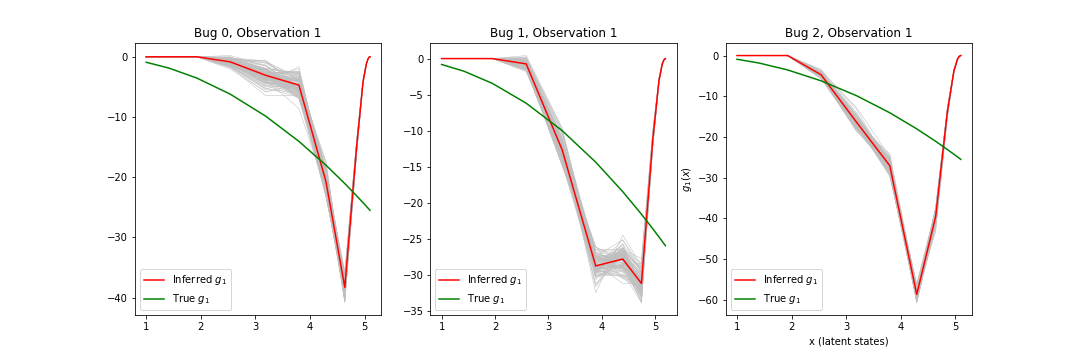 Bug 0, Observation 1
0
−10
−20
−30
−40
1 2 3 4 5
Inferred g₁
True g₁
Bug 1, Observation 1
0
−5
−10
−15
−20
−25
−30
−35
1 2 3 4 5
Inferred g₁
True g₁
Bug 2, Observation 1
g₁(x)
0
−10
−20
−30
−40
−50
−60
1 2 3 4 5
x (latent states)
Inferred g₁
True g₁